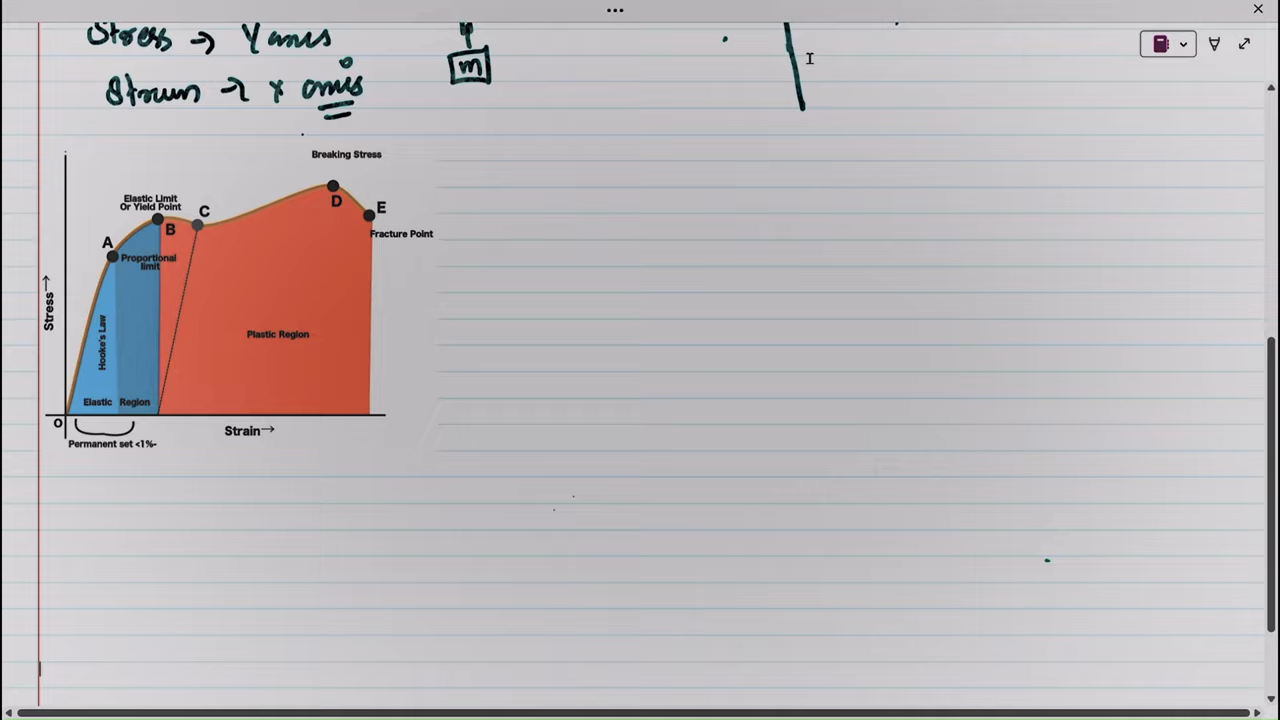 Stress → Y axis
m
Strain → X axis
Breaking Stress
Elastic Limit
Or Yield Point
C
B
D
E
A
Fracture Point
Proportional
limit
Stress→
Hooke's Law
Plastic Region
Elastic Region
O
Strain→
Permanent set <1%-